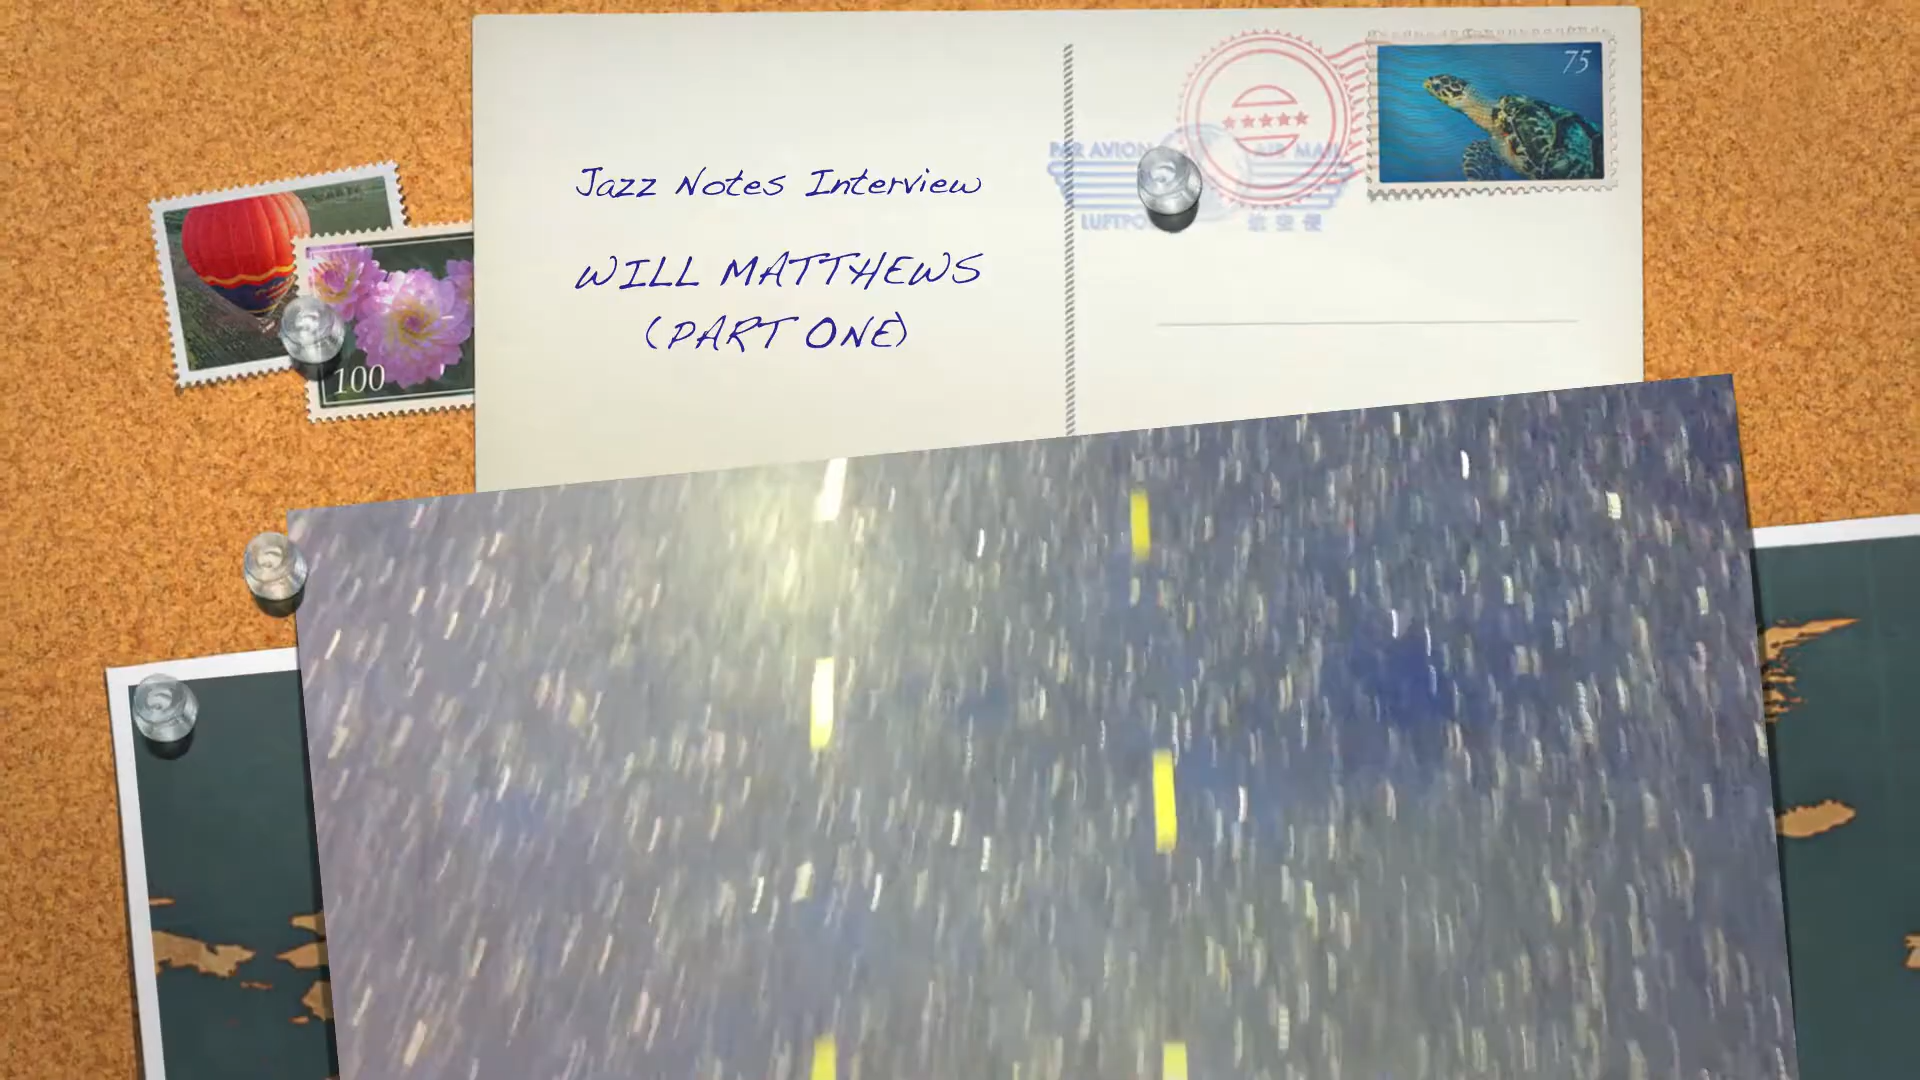 Jazz Notes Interview
WILL MATTHEWS
(PART ONE)
75
PAR AVION
AIR MAIL
100